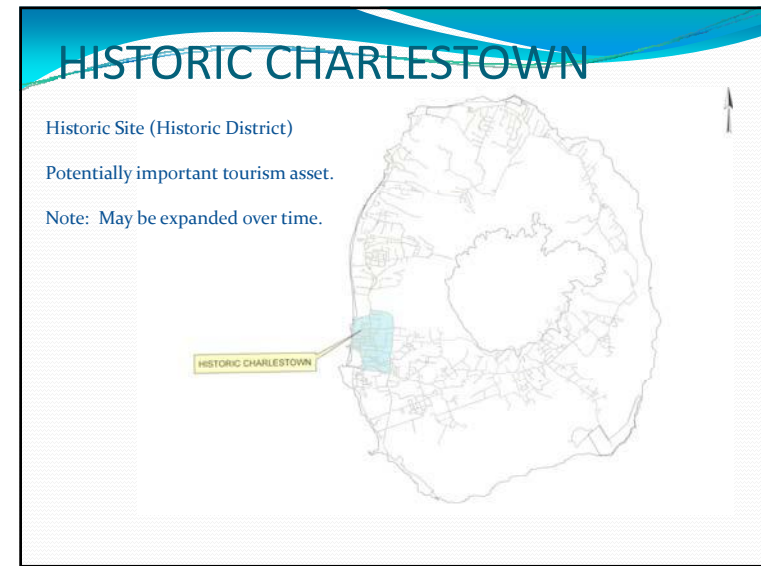 HISTORIC CHARLESTOWN
Historic Site (Historic District)
Potentially important tourism asset.
Note:  May be expanded over time.
HISTORIC CHARLESTOWN